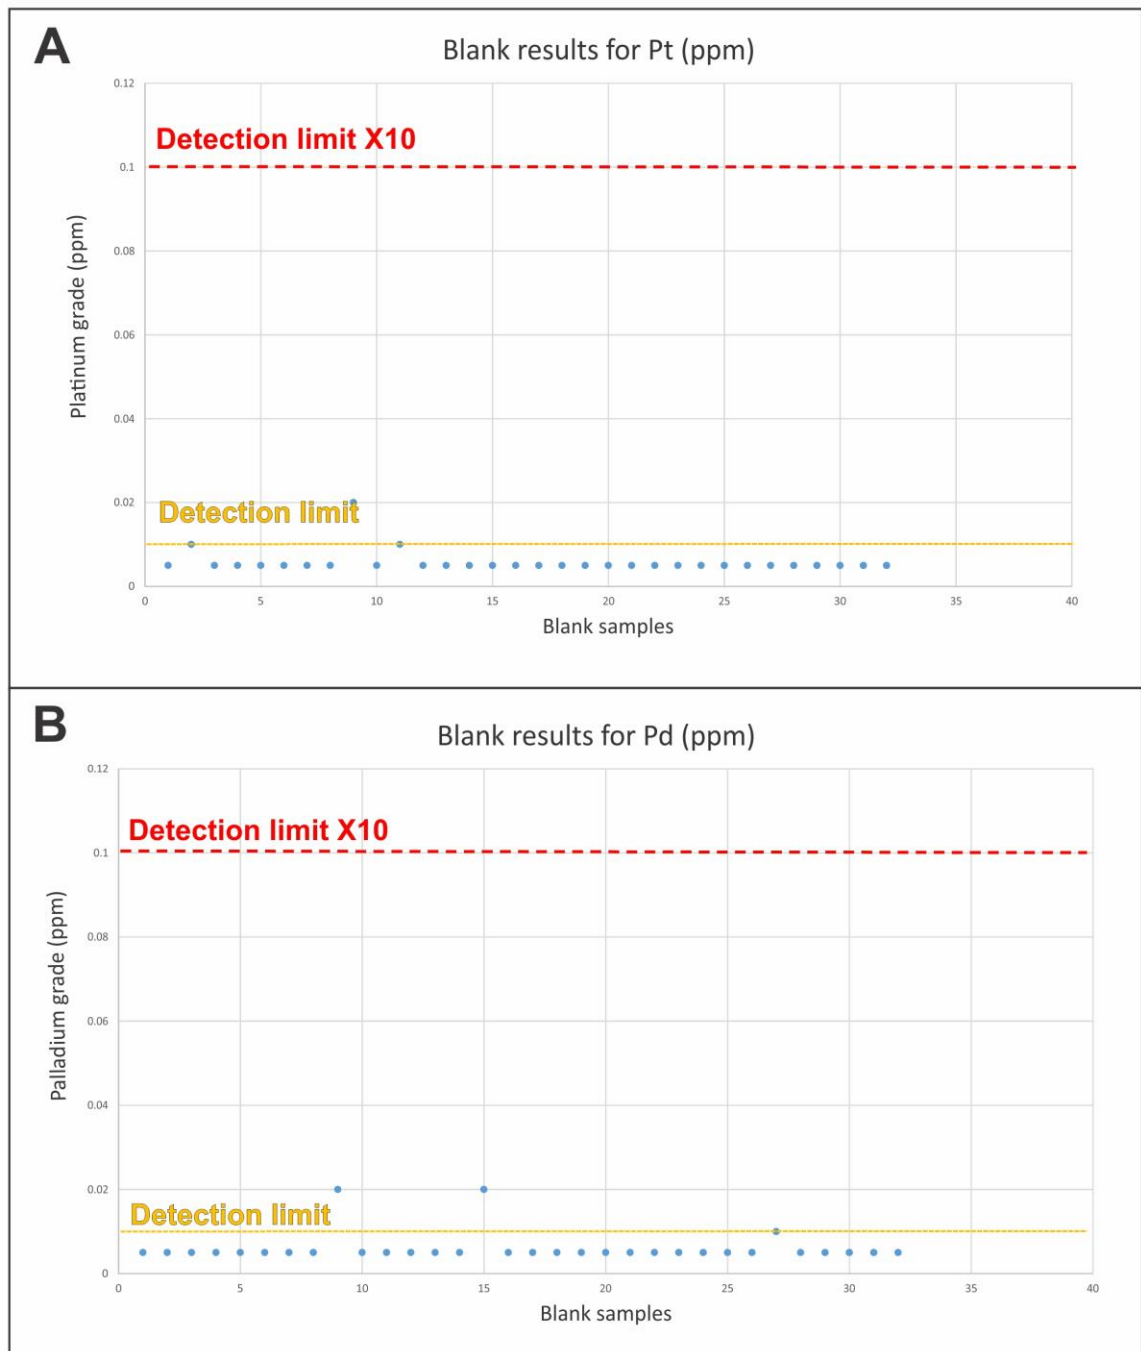 A
Blank results for Pt (ppm)
0.12
Detection limit X10
0.1
0.08
Platinum grade (ppm)
0.06
0.04
0.02
Detection limit
0
0 5 10 15 20 25 30 35 40
Blank samples
B
Blank results for Pd (ppm)
0.12
Detection limit X10
0.1
0.08
Palladium grade (ppm)
0.06
0.04
0.02
Detection limit
0
0 5 10 15 20 25 30 35 40
Blank samples